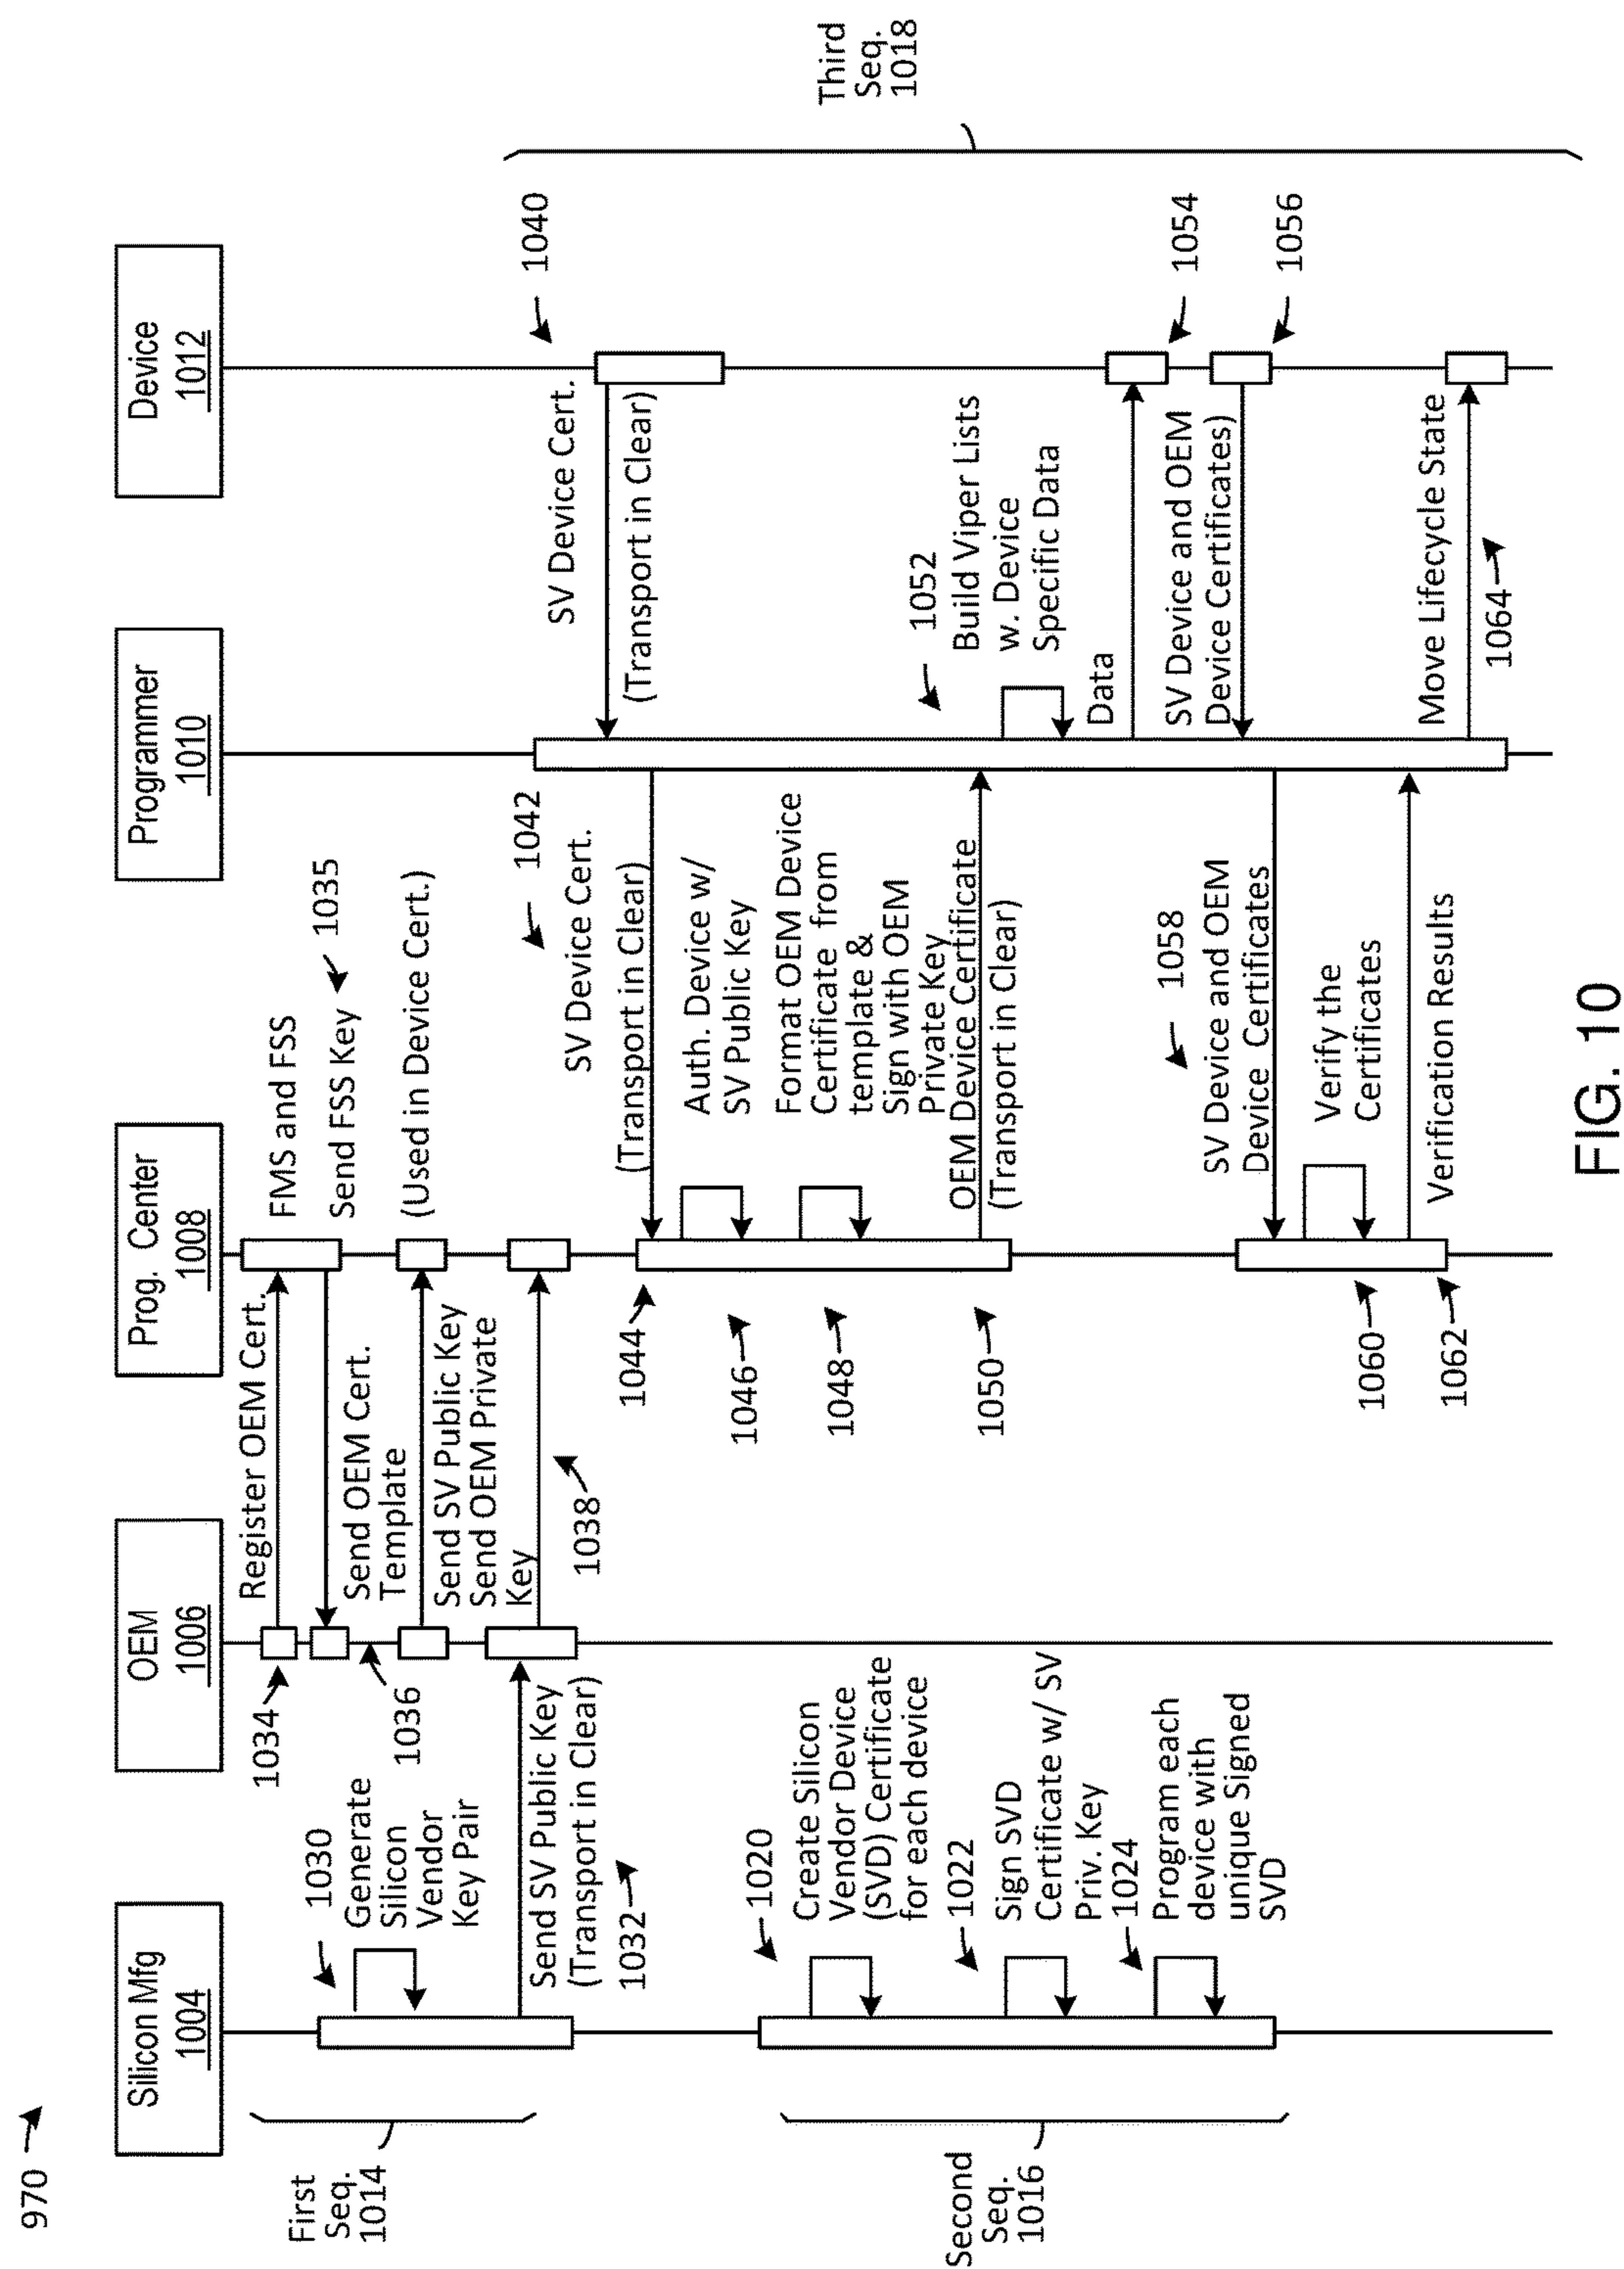 970
Silicon Mfg
1004
OEM
1006
Prog. Center
1008
Programmer
1010
Device
1012
First
Seq.
1014
1030
Generate
Silicon
Vendor
Key Pair
Send SV Public Key
(Transport in Clear)
1032
1034
Register OEM Cert.
FMS and FSS
Send FSS Key
1035
1036
Send OEM Cert.
Template
(Used in Device Cert.)
Send SV Public Key
Send OEM Private
Key
1038
Second
Seq.
1016
1020
Create Silicon
Vendor Device
(SVD) Certificate
for each device
1022
Sign SVD
Certificate w/ SV
Priv. Key
1024
Program each
device with
unique Signed
SVD
Third
Seq.
1018
1040
SV Device Cert.
(Transport in Clear)
1042
SV Device Cert.
(Transport in Clear)
1044
Auth. Device w/
SV Public Key
1046
Format OEM Device
Certificate from
template &
Sign with OEM
Private Key
1048
OEM Device Certificate
(Transport in Clear)
1050
1052
Build Viper Lists
w. Device
Specific Data
Data
1054
SV Device and OEM
Device Certificates)
1056
1058
SV Device and OEM
Device Certificates
Verify the
Certificates
1060
Verification Results
1062
Move Lifecycle State
1064
FIG. 10